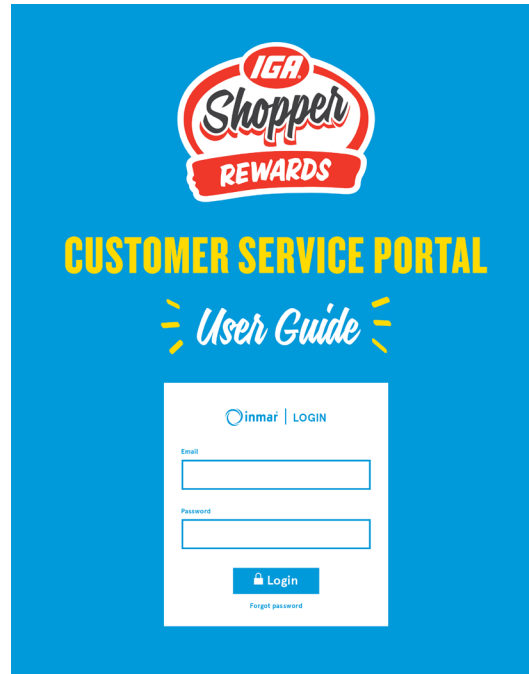 IGA
Shopper
REWARDS
CUSTOMER SERVICE PORTAL
User Guide
inmar | LOGIN
Email
Password
Login
Forgot password